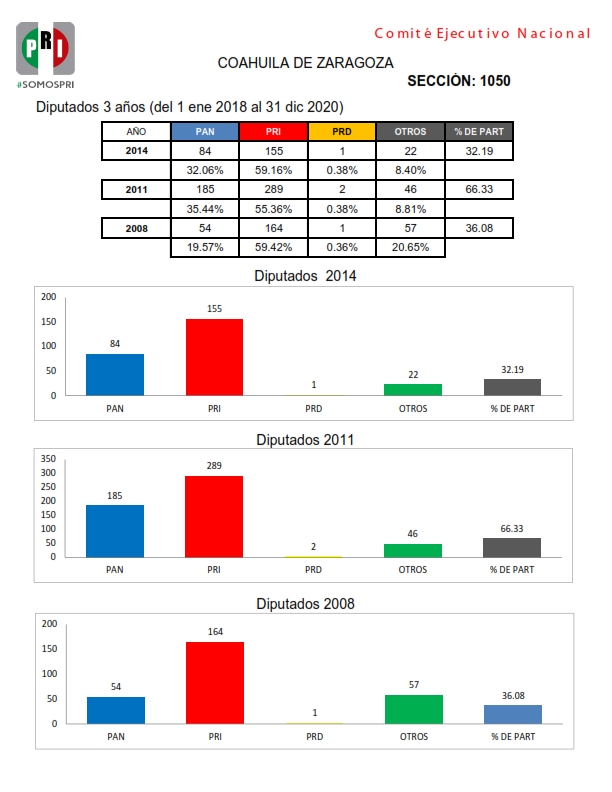 PRI
#SOMOSPRI
Comité Ejecutivo Nacional
COAHUILA DE ZARAGOZA
SECCIÓN: 1050
Diputados 3 años (del 1 ene 2018 al 31 dic 2020)
AÑO PAN PRI PRD OTROS % DE PART
2014 84 155 1 22 32.19
32.06% 59.16% 0.38% 8.40%
2011 185 289 2 46 66.33
35.44% 55.36% 0.38% 8.81%
2008 54 164 1 57 36.08
19.57% 59.42% 0.36% 20.65%
Diputados 2014
200
150
100
50
0
84 155 1 22 32.19
PAN PRI PRD OTROS % DE PART
Diputados 2011
350
300
250
200
150
100
50
0
185 289 2 46 66.33
PAN PRI PRD OTROS % DE PART
Diputados 2008
200
150
100
50
0
54 164 1 57 36.08
PAN PRI PRD OTROS % DE PART